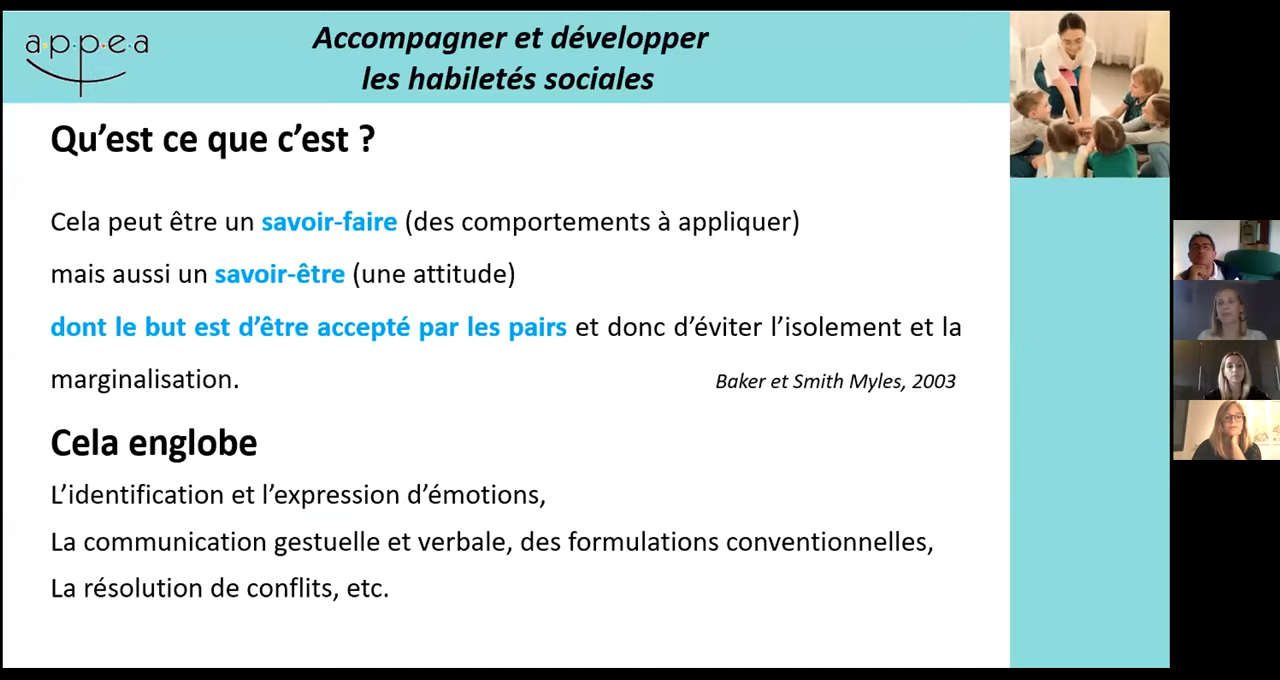 a·p·p·e·a
Accompagner et développer
les habiletés sociales
Qu’est ce que c’est ?
Cela peut être un savoir-faire (des comportements à appliquer)
mais aussi un savoir-être (une attitude)
dont le but est d’être accepté par les pairs et donc d’éviter l’isolement et la
marginalisation.
Baker et Smith Myles, 2003
Cela englobe
L’identification et l’expression d’émotions,
La communication gestuelle et verbale, des formulations conventionnelles,
La résolution de conflits, etc.